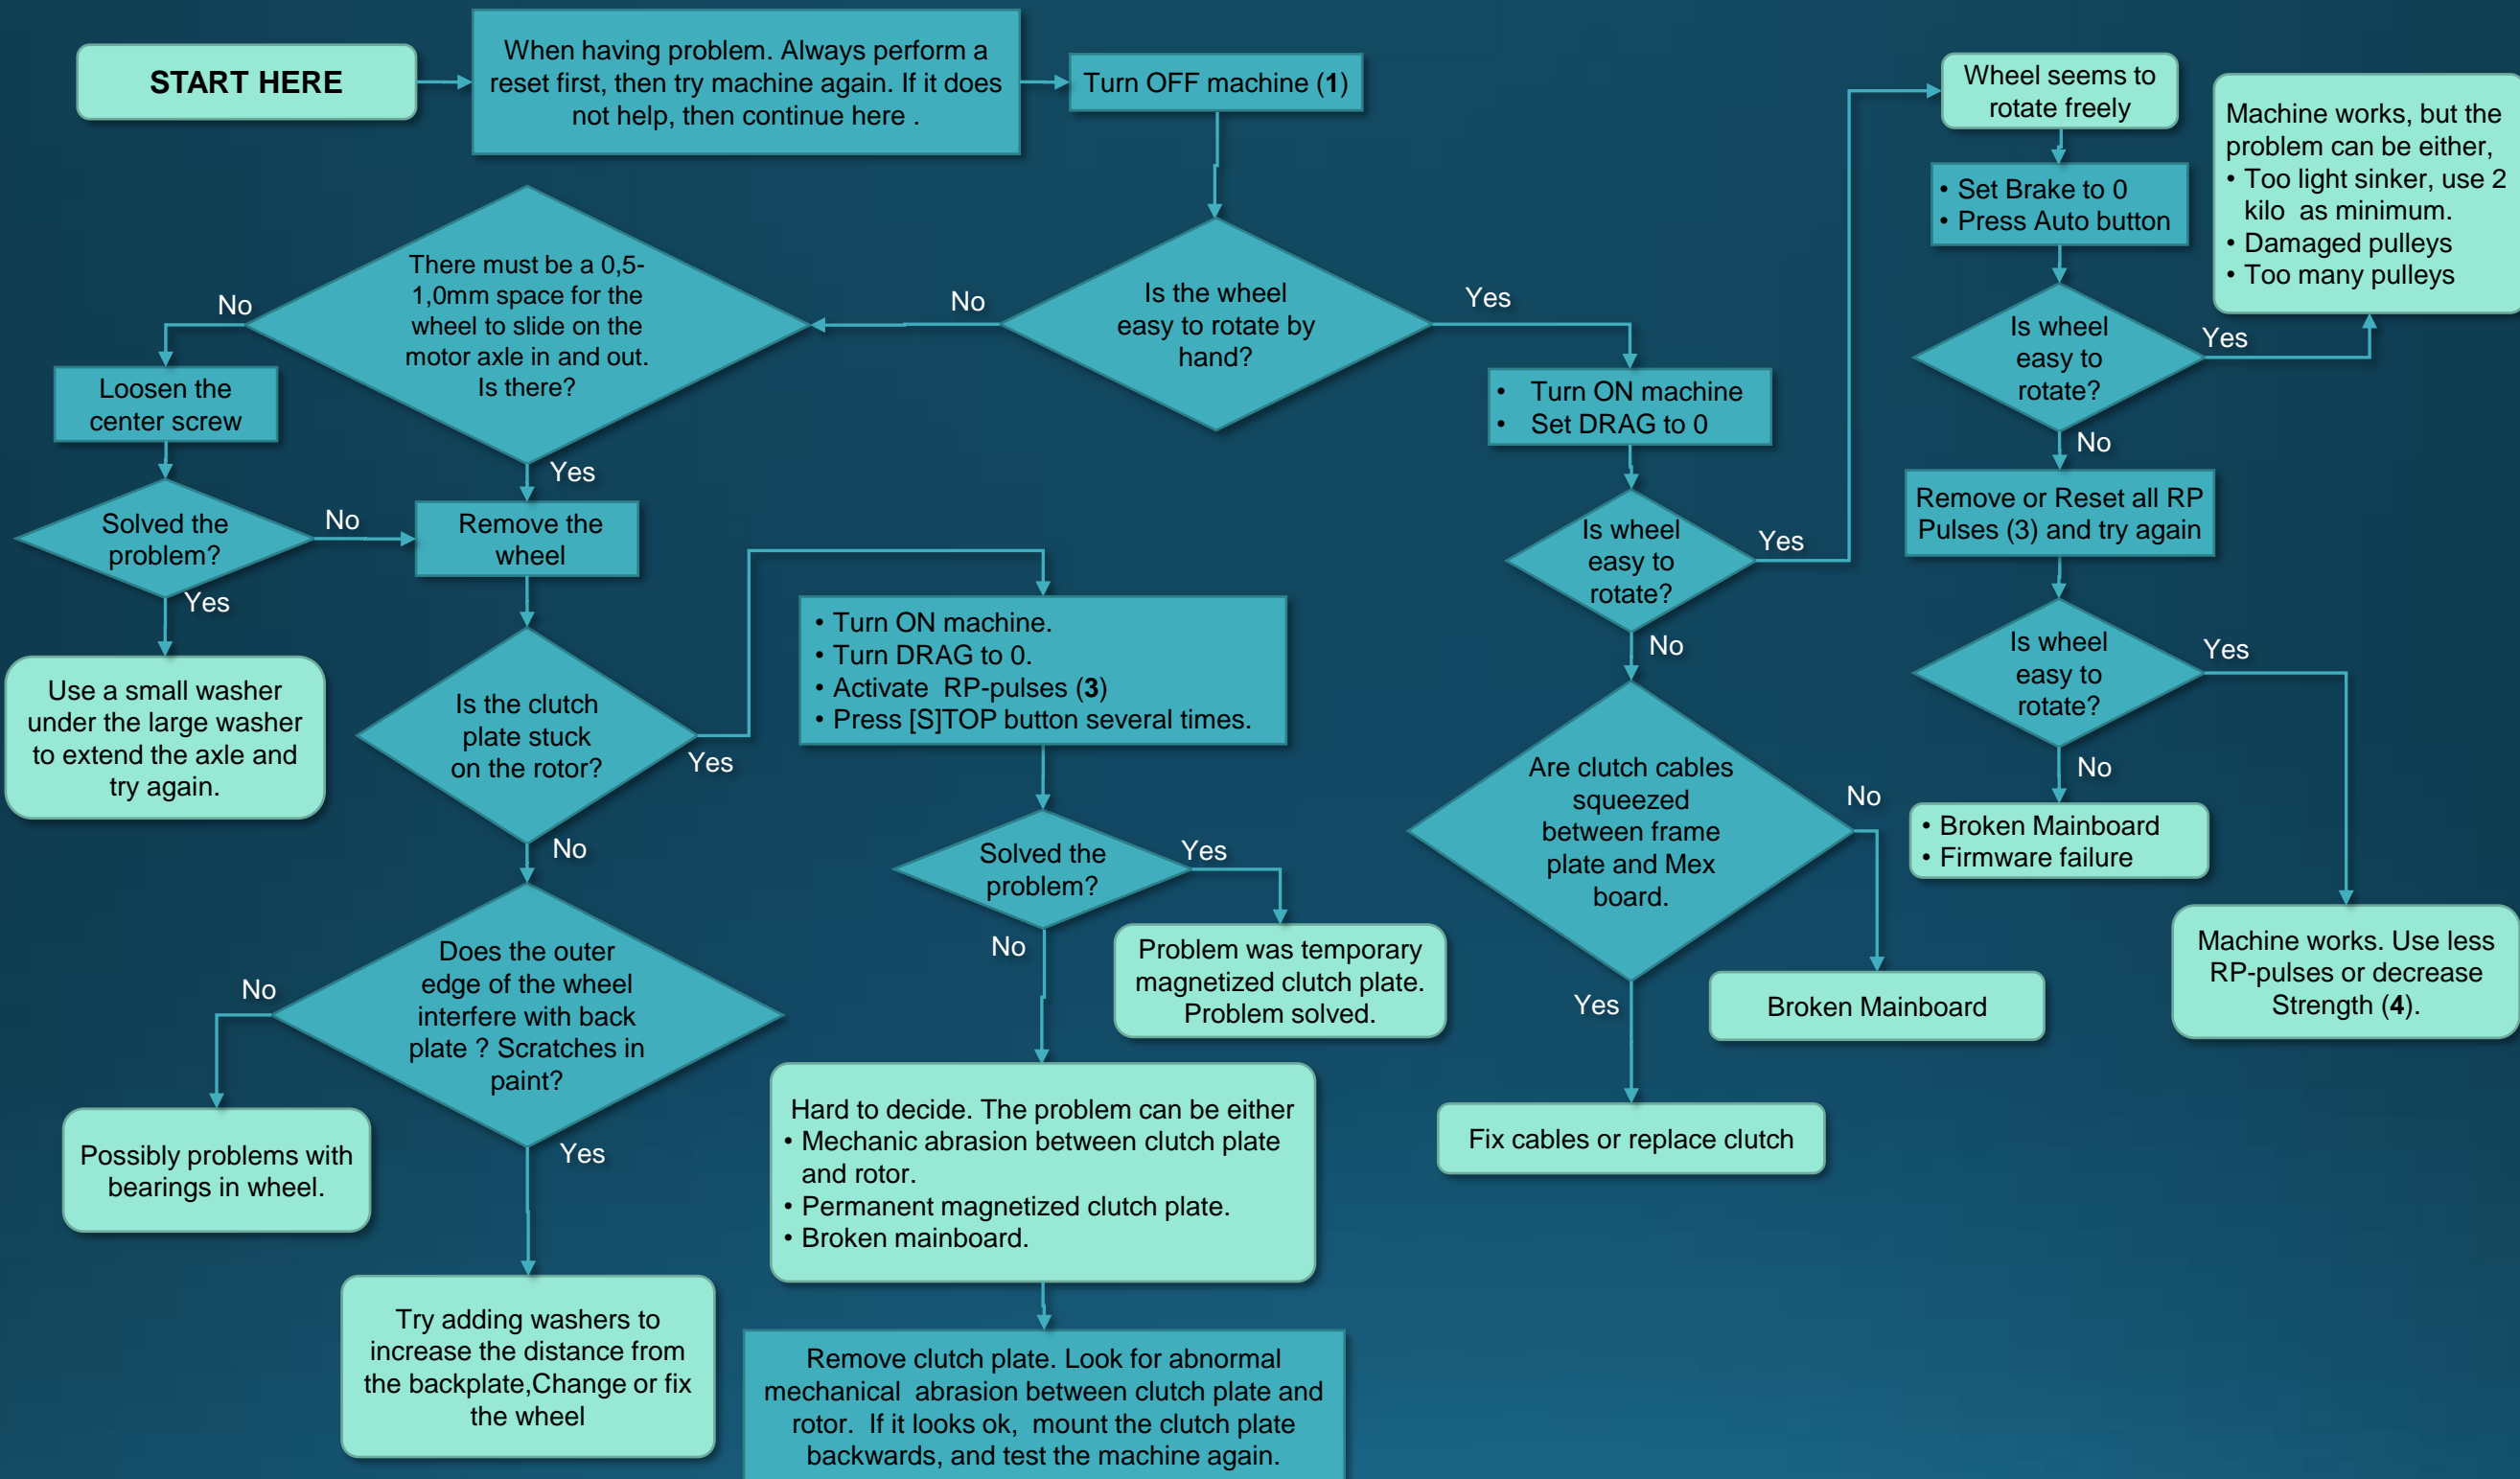 START HERE
When having problem. Always perform a
reset first, then try machine again. If it does
not help, then continue here .
Turn OFF machine (1)
Is the wheel
easy to rotate by
hand?
No
Yes
There must be a 0,5-
1,0mm space for the
wheel to slide on the
motor axle in and out.
Is there?
No
Yes
Loosen the
center screw
Solved the
problem?
No
Yes
Use a small washer
under the large washer
to extend the axle and
try again.
Remove the
wheel
Is the clutch
plate stuck
on the rotor?
Yes
No
Does the outer
edge of the wheel
interfere with back
plate ? Scratches in
paint?
No
Yes
Possibly problems with
bearings in wheel.
Try adding washers to
increase the distance from
the backplate,Change or fix
the wheel
• Turn ON machine.
• Turn DRAG to 0.
• Activate RP-pulses (3)
• Press [S]TOP button several times.
Solved the
problem?
Yes
No
Problem was temporary
magnetized clutch plate.
Problem solved.
Hard to decide. The problem can be either
• Mechanic abrasion between clutch plate
and rotor.
• Permanent magnetized clutch plate.
• Broken mainboard.
Remove clutch plate. Look for abnormal
mechanical abrasion between clutch plate and
rotor. If it looks ok, mount the clutch plate
backwards, and test the machine again.
• Turn ON machine
• Set DRAG to 0
Is wheel
easy to
rotate?
Yes
No
Are clutch cables
squeezed
between frame
plate and Mex
board.
No
Yes
Broken Mainboard
Fix cables or replace clutch
Wheel seems to
rotate freely
• Set Brake to 0
• Press Auto button
Is wheel
easy to
rotate?
Yes
No
Machine works, but the
problem can be either,
• Too light sinker, use 2
kilo as minimum.
• Damaged pulleys
• Too many pulleys
Remove or Reset all RP
Pulses (3) and try again
Is wheel
easy to
rotate?
Yes
No
• Broken Mainboard
• Firmware failure
Machine works. Use less
RP-pulses or decrease
Strength (4).